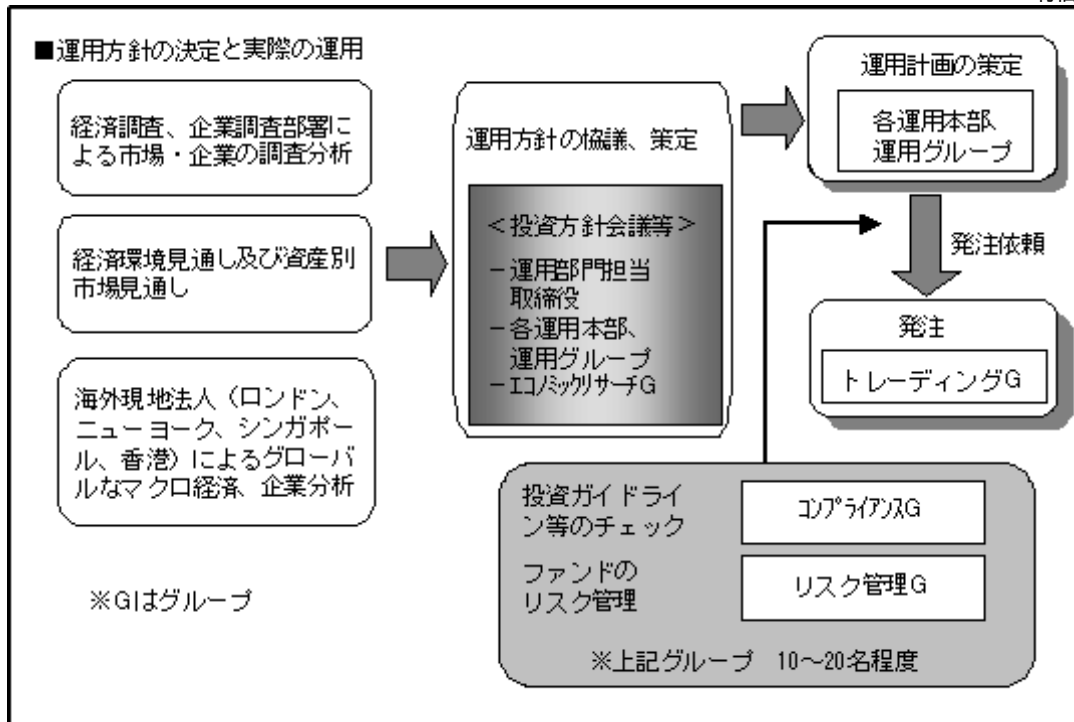 ■運用方針の決定と実際の運用
経済調査、企業調査部署に
よる市場・企業の調査分析
経済環境見通し及び資産別
市場見通し
海外現地法人（ロンドン、
ニューヨーク、シンガポー
ル、香港）によるグローバ
ルなマクロ経済、企業分析
※Gはグループ
運用方針の協議、策定
＜投資方針会議等＞
－運用部門担当
取締役
－各運用本部、
運用グループ
－ｴｺﾉﾐｯｸﾘｻｰﾁG
運用計画の策定
各運用本部、
運用グループ
発注依頼
発注
トレーディングG
投資ガイドライ
ン等のチェック
ｺﾝﾌﾟﾗｲｱﾝｽG
ファンドの
リスク管理
リスク管理G
※上記グループ　10～20名程度